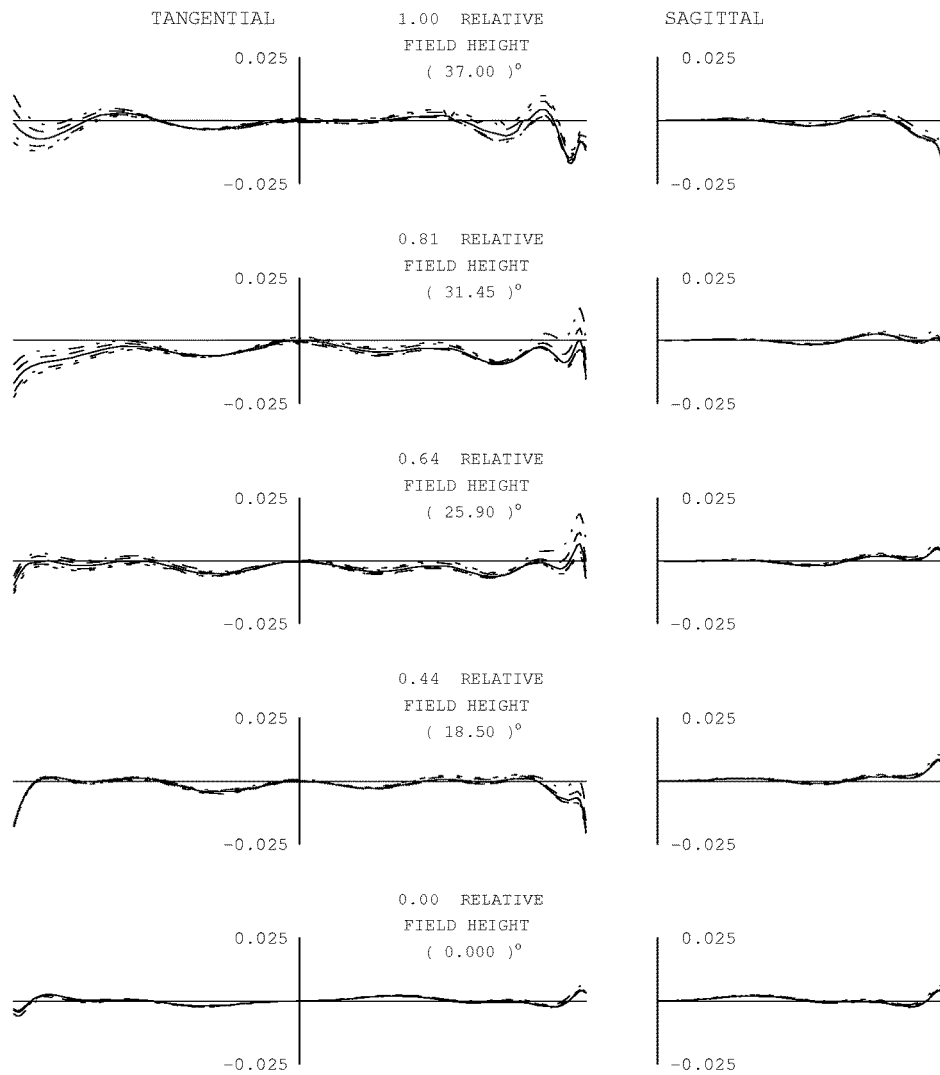 TANGENTIAL 1.00 RELATIVE SAGITTAL
FIELD HEIGHT
0.025 ( 37.00 )° 0.025
-0.025 -0.025
0.81 RELATIVE
FIELD HEIGHT
0.025 ( 31.45 )° 0.025
-0.025 -0.025
0.64 RELATIVE
FIELD HEIGHT
0.025 ( 25.90 )° 0.025
-0.025 -0.025
0.44 RELATIVE
FIELD HEIGHT
0.025 ( 18.50 )° 0.025
-0.025 -0.025
0.00 RELATIVE
FIELD HEIGHT
0.025 ( 0.000 )° 0.025
-0.025 -0.025